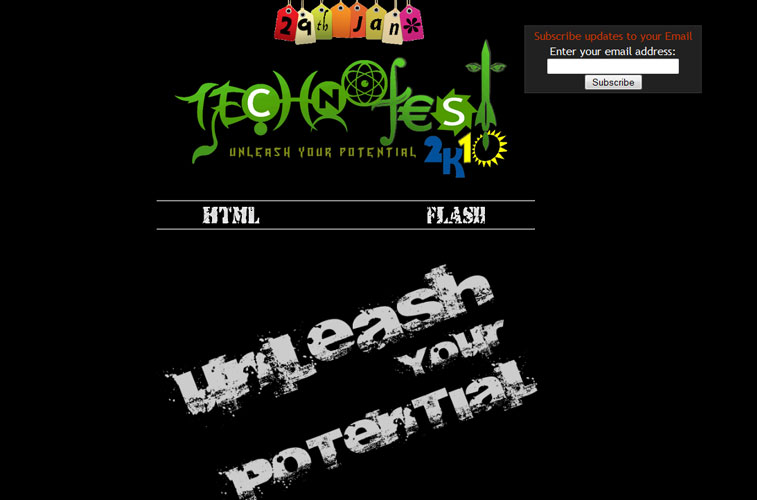 29th Jan*
Subscribe updates to your Email
Enter your email address:
Subscribe
TECHNOfEST
UNLEASH YOUR POTENTIAL
2K10
HTML
FLASH
Unleash
Your
Potential